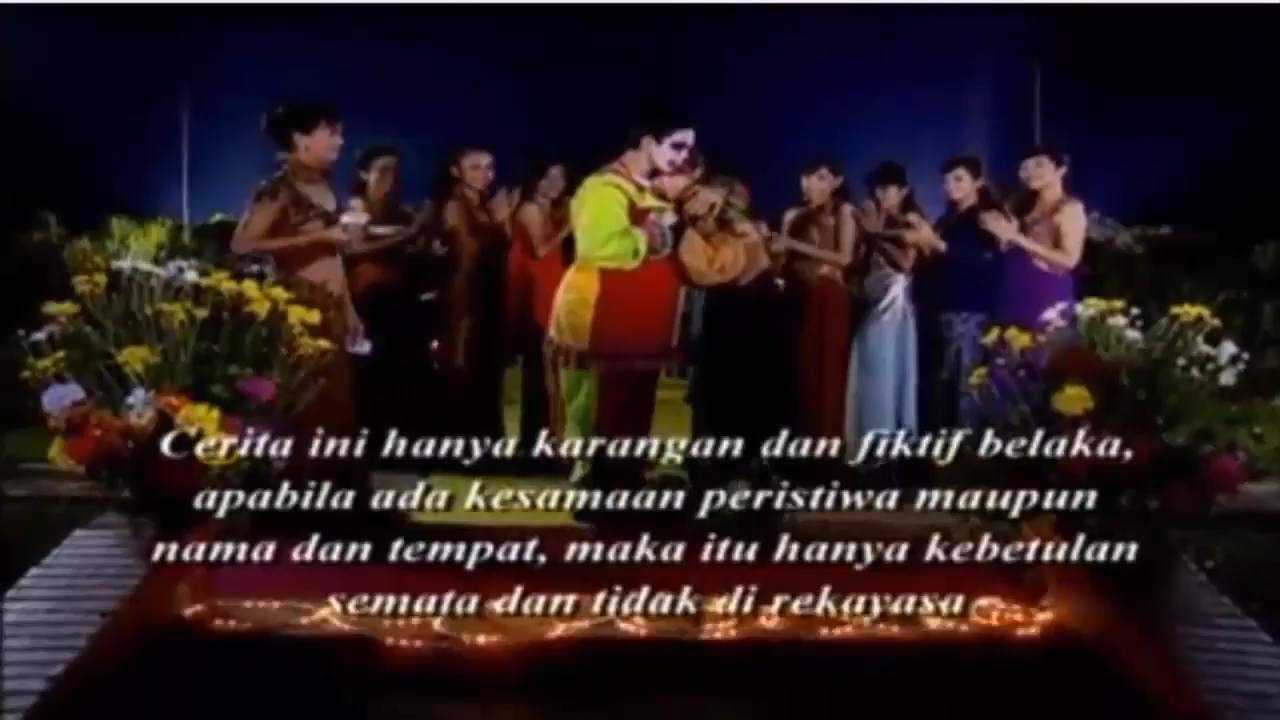 Cerita ini hanya karangan dan fiktif belaka,
apabila ada kesamaan peristiwa maupun
nama dan tempat, maka itu hanya kebetulan
semata dan tidak di rekayasa